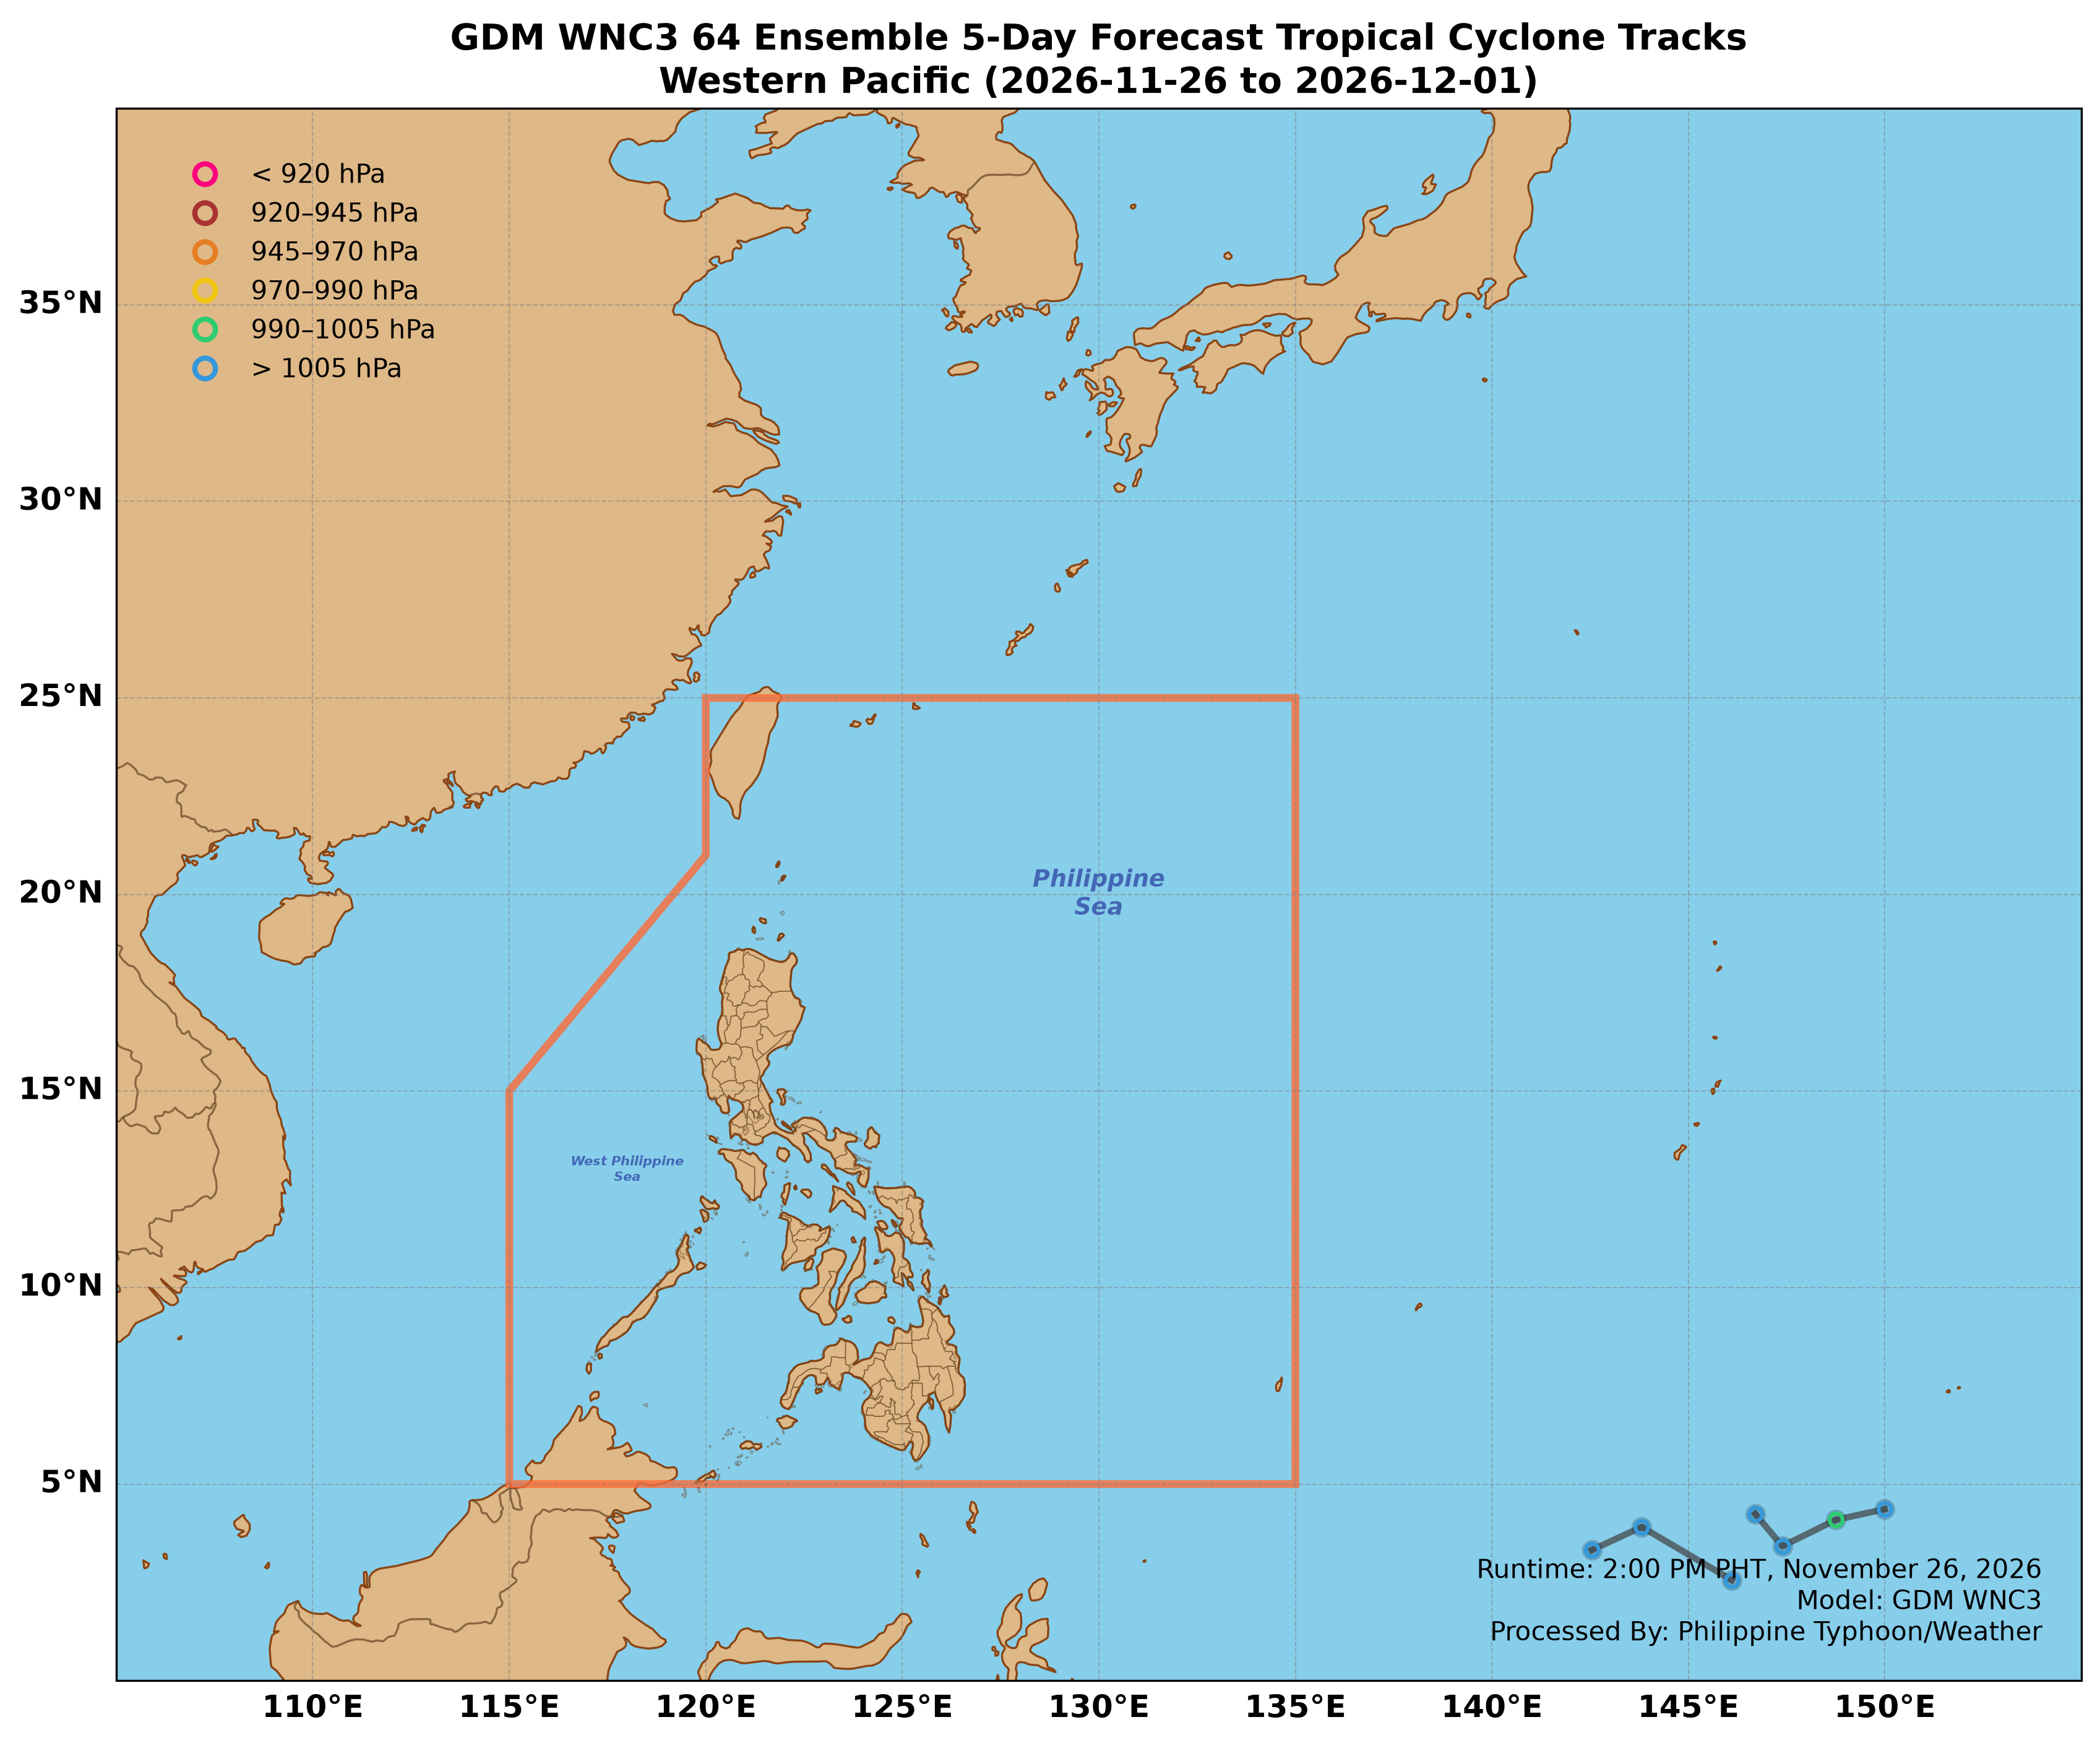 GDM WNC3 64 Ensemble 5-Day Forecast Tropical Cyclone Tracks
Western Pacific (2026-11-26 to 2026-12-01)
< 920 hPa
920–945 hPa
945–970 hPa
970–990 hPa
990–1005 hPa
> 1005 hPa
35°N
30°N
25°N
20°N
15°N
10°N
5°N
Philippine
Sea
West Philippine
Sea
Runtime: 2:00 PM PHT, November 26, 2026
Model: GDM WNC3
Processed By: Philippine Typhoon/Weather
110°E 115°E 120°E 125°E 130°E 135°E 140°E 145°E 150°E